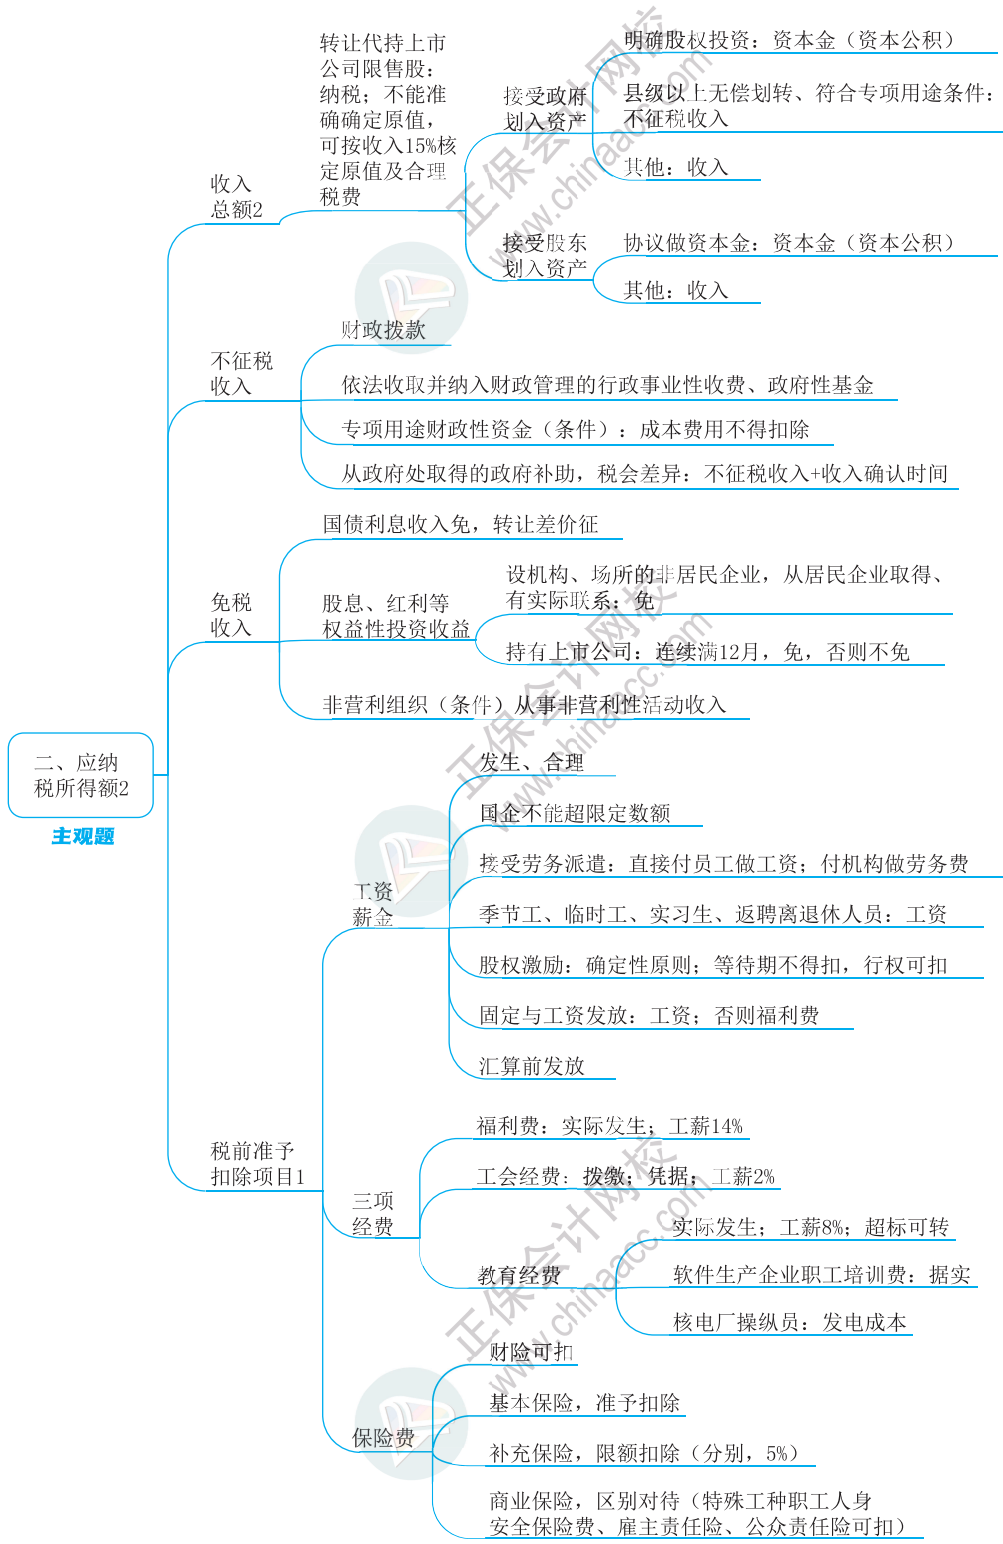 二、应纳
税所得额2
主观题
收入
总额2
转让代持上市
公司限售股：
纳税；不能准
确确定原值，
可按收入15%核
定原值及合理
税费
接受政府
划入资产
明确股权投资：资本金（资本公积）
县级以上无偿划转、符合专项用途条件：
不征税收入
其他：收入
接受股东
划入资产
协议做资本金：资本金（资本公积）
其他：收入
不征税
收入
财政拨款
依法收取并纳入财政管理的行政事业性收费、政府性基金
专项用途财政性资金（条件）：成本费用不得扣除
从政府处取得的政府补助，税会差异：不征税收入+收入确认时间
免税
收入
国债利息收入免，转让差价征
股息、红利等
权益性投资收益
设机构、场所的非居民企业，从居民企业取得、
有实际联系：免
持有上市公司：连续满12月，免，否则不免
非营利组织（条件）从事非营利性活动收入
税前准予
扣除项目1
工资
薪金
发生、合理
国企不能超限定数额
接受劳务派遣：直接付员工做工资；付机构做劳务费
季节工、临时工、实习生、返聘离退休人员：工资
股权激励：确定性原则；等待期不得扣，行权可扣
固定与工资发放：工资；否则福利费
汇算前发放
三项
经费
福利费：实际发生；工薪14%
工会经费：拨缴；凭据；工薪2%
教育经费
实际发生；工薪8%；超标可转
软件生产企业职工培训费：据实
核电厂操纵员：发电成本
保险费
财险可扣
基本保险，准予扣除
补充保险，限额扣除（分别，5%）
商业保险，区别对待（特殊工种职工人身
安全保险费、雇主责任险、公众责任险可扣）
正保会计网校
www.chinaacc.com
正保会计网校
www.chinaacc.com
正保会计网校
www.chinaacc.com